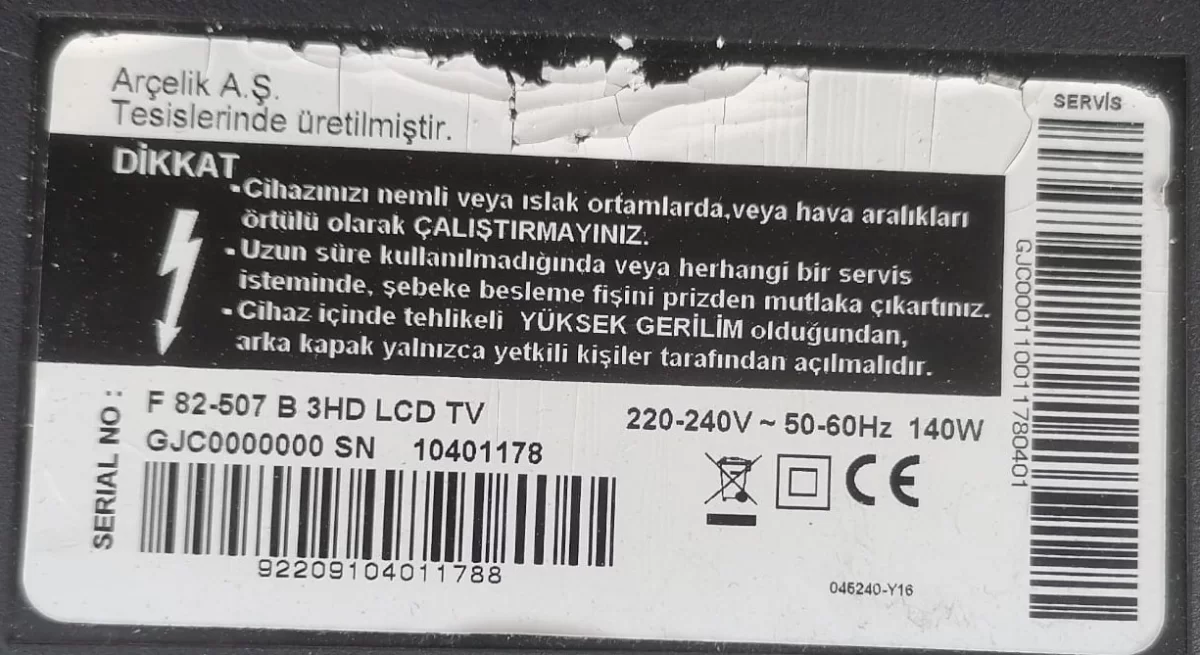 Arçelik A.Ş.
Tesislerinde üretilmiştir.
SERVİS
DİKKAT
•Cihazınızı nemli veya ıslak ortamlarda,veya hava aralıkları
örtülü olarak ÇALIŞTIRMAYINIZ.
•Uzun süre kullanılmadığında veya herhangi bir servis
isteminde, şebeke besleme fişini prizden mutlaka çıkartınız.
•Cihaz içinde tehlikeli YÜKSEK GERİLİM olduğundan,
arka kapak yalnızca yetkili kişiler tarafından açılmalıdır.
GJC0000110011780401
SERIAL NO :
F 82-507 B 3HD LCD TV
220-240V ~ 50-60Hz 140W
GJC0000000 SN 10401178
CE
92209104011788
046240-Y16